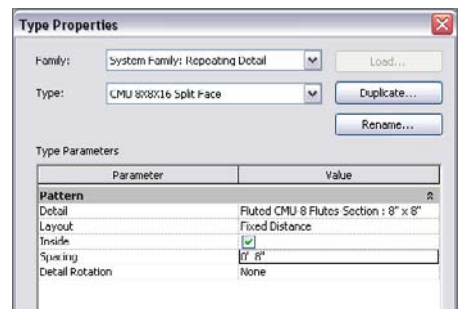 Type Properties
Family: System Family: Repeating Detail Load...
Type: CMU 8X8X16 Split Face Duplicate...
Rename...
Type Parameters
Parameter Value
Pattern
Detail Fluted CMU-8 Flutes Section : 8" x 8"
Layout Fixed Distance
Inside
Spacing 0' 8"
Detail Rotation None